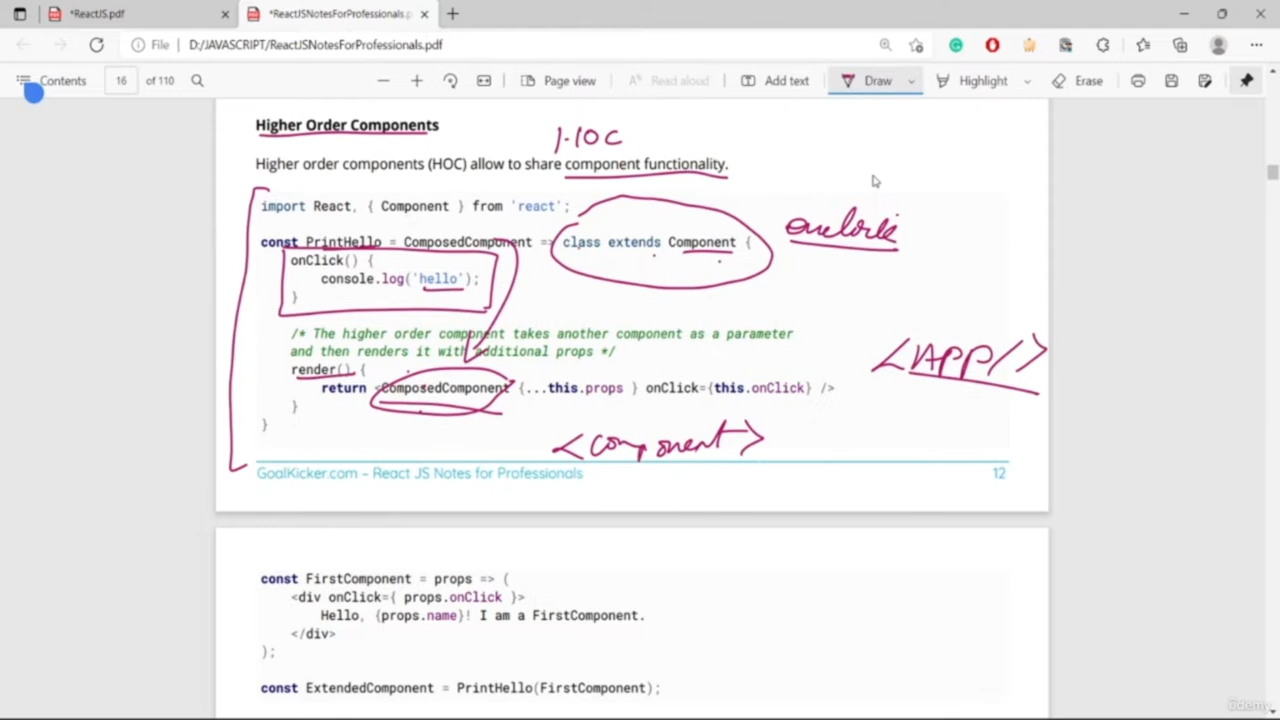 *ReactJS.pdf
*ReactJSNotesForProfessionals.p
File D:/JAVASCRIPT/ReactJSNotesForProfessionals.pdf
Contents 16 of 110 Page view Read aloud Add text Draw Highlight Erase
Higher Order Components
HOC
Higher order components (HOC) allow to share component functionality.
import React, { Component } from 'react';
const PrintHello = ComposedComponent => class extends Component {
onClick() {
console.log('hello');
}
/* The higher order component takes another component as a parameter
and then renders it with additional props */
render() {
<APP/>
return <ComposedComponent {...this.props } onClick={this.onClick} />
}
}
<component>
GoalKicker.com – React JS Notes for Professionals 12
const FirstComponent = props => (
<div onClick={ props.onClick }>
Hello, {props.name}! I am a FirstComponent.
</div>
);
const ExtendedComponent = PrintHello(FirstComponent);
ûdemy